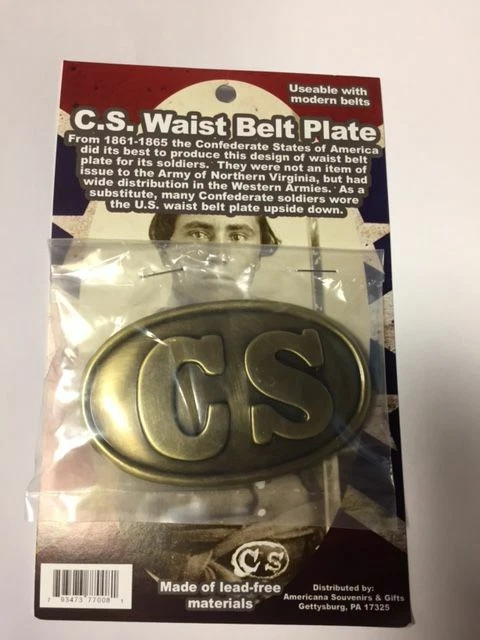 Useable with
modern belts
C.S. Waist Belt Plate
From 1861-1865 the Confederate States of America
did its best to produce this design of waist belt
plate for its soldiers. They were not an item of
issue to the Army of Northern Virginia, but had
wide distribution in the Western Armies. As a
substitute, many Confederate soldiers wore
the U.S. waist belt plate upside down.
CS
CS
Made of lead-free
materials
Distributed by:
Americana Souvenirs & Gifts
Gettysburg, PA 17325
7 93473 77008 1